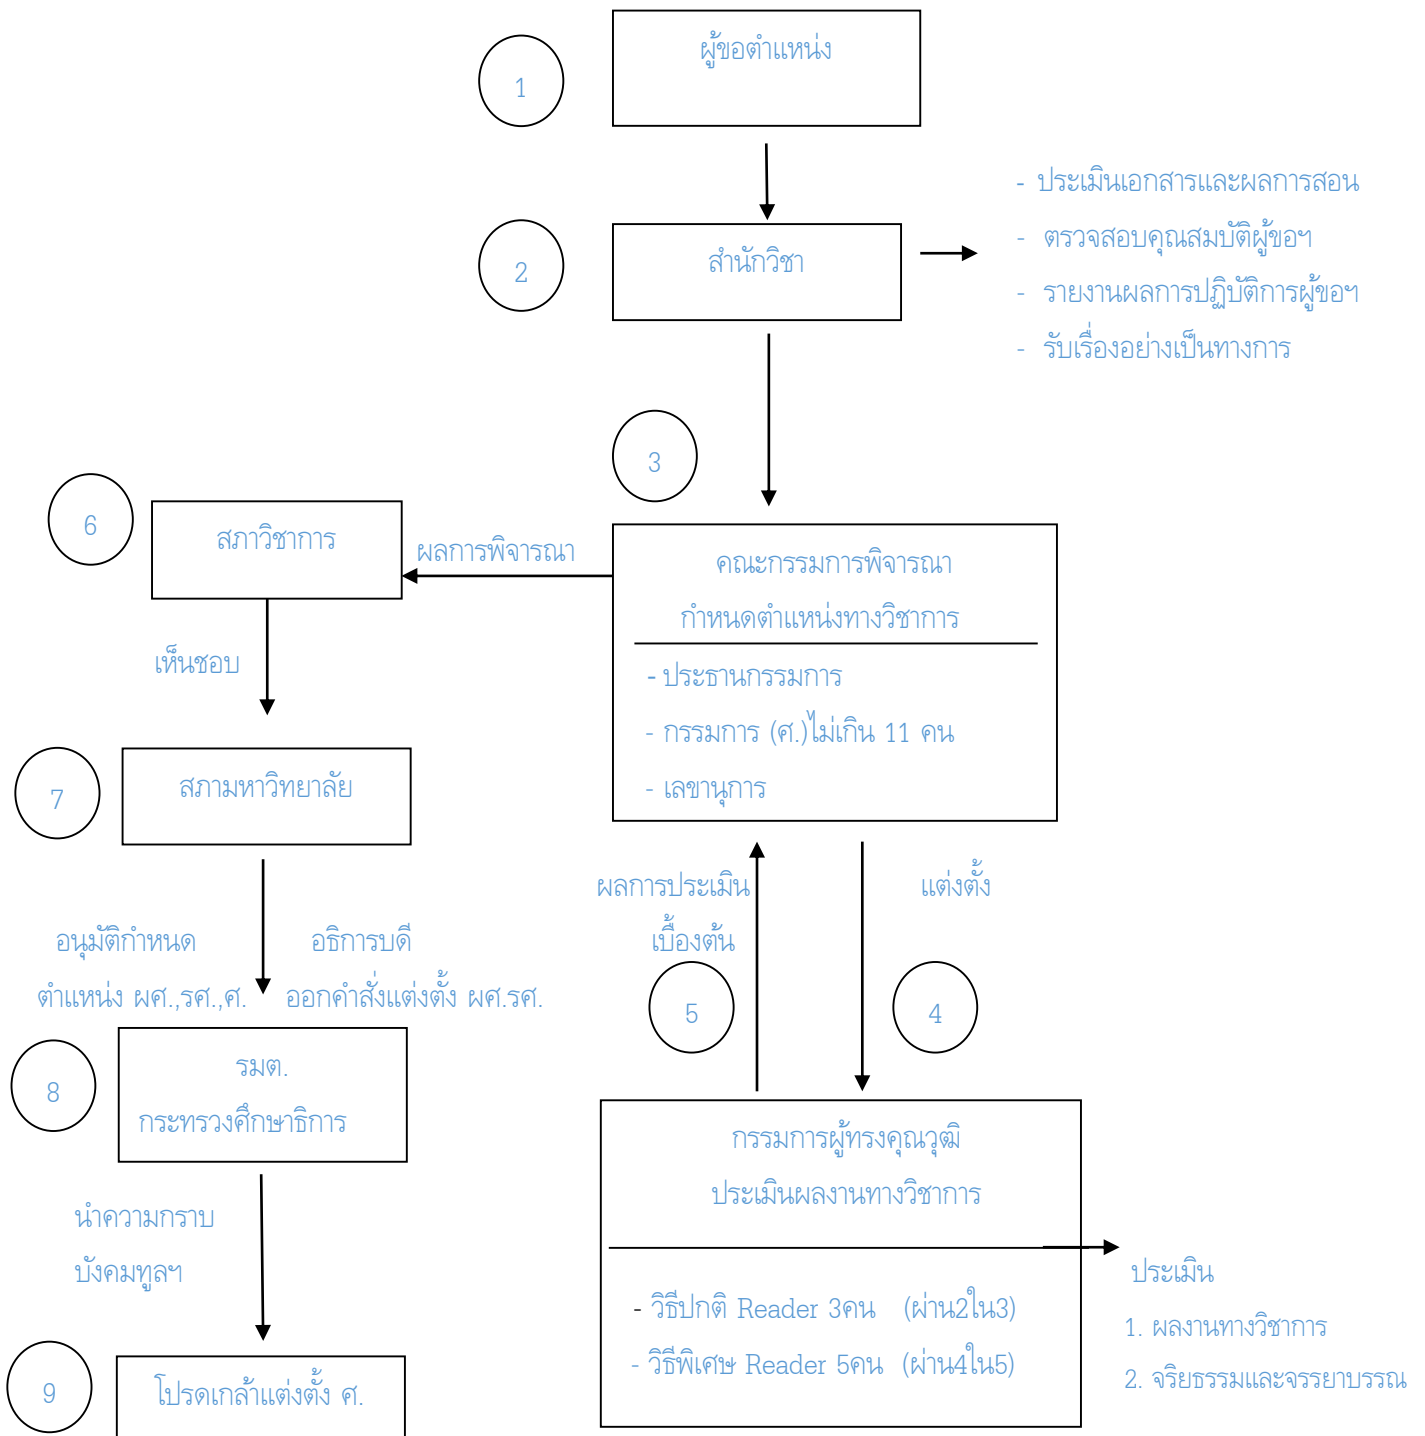 1
ผู้ขอตำแหน่ง
2
สำนักวิชา
- ประเมินเอกสารและผลการสอน
- ตรวจสอบคุณสมบัติผู้ขอฯ
- รายงานผลการปฏิบัติการผู้ขอฯ
- รับเรื่องอย่างเป็นทางการ
3
คณะกรรมการพิจารณา
กำหนดตำแหน่งทางวิชาการ
- ประธานกรรมการ
- กรรมการ (ศ.)ไม่เกิน 11 คน
- เลขานุการ
แต่งตั้ง
4
กรรมการผู้ทรงคุณวุฒิ
ประเมินผลงานทางวิชาการ
- วิธีปกติ Reader 3คน (ผ่าน2ใน3)
- วิธีพิเศษ Reader 5คน (ผ่าน4ใน5)
ประเมิน
1. ผลงานทางวิชาการ
2. จริยธรรมและจรรยาบรรณ
ผลการประเมิน
เบื้องต้น
5
ผลการพิจารณา
6
สภาวิชาการ
เห็นชอบ
7
สภามหาวิทยาลัย
อนุมัติกำหนด
ตำแหน่ง ผศ.,รศ.,ศ.
อธิการบดี
ออกคำสั่งแต่งตั้ง ผศ.รศ.
8
รมต.
กระทรวงศึกษาธิการ
นำความกราบ
บังคมทูลฯ
9
โปรดเกล้าแต่งตั้ง ศ.